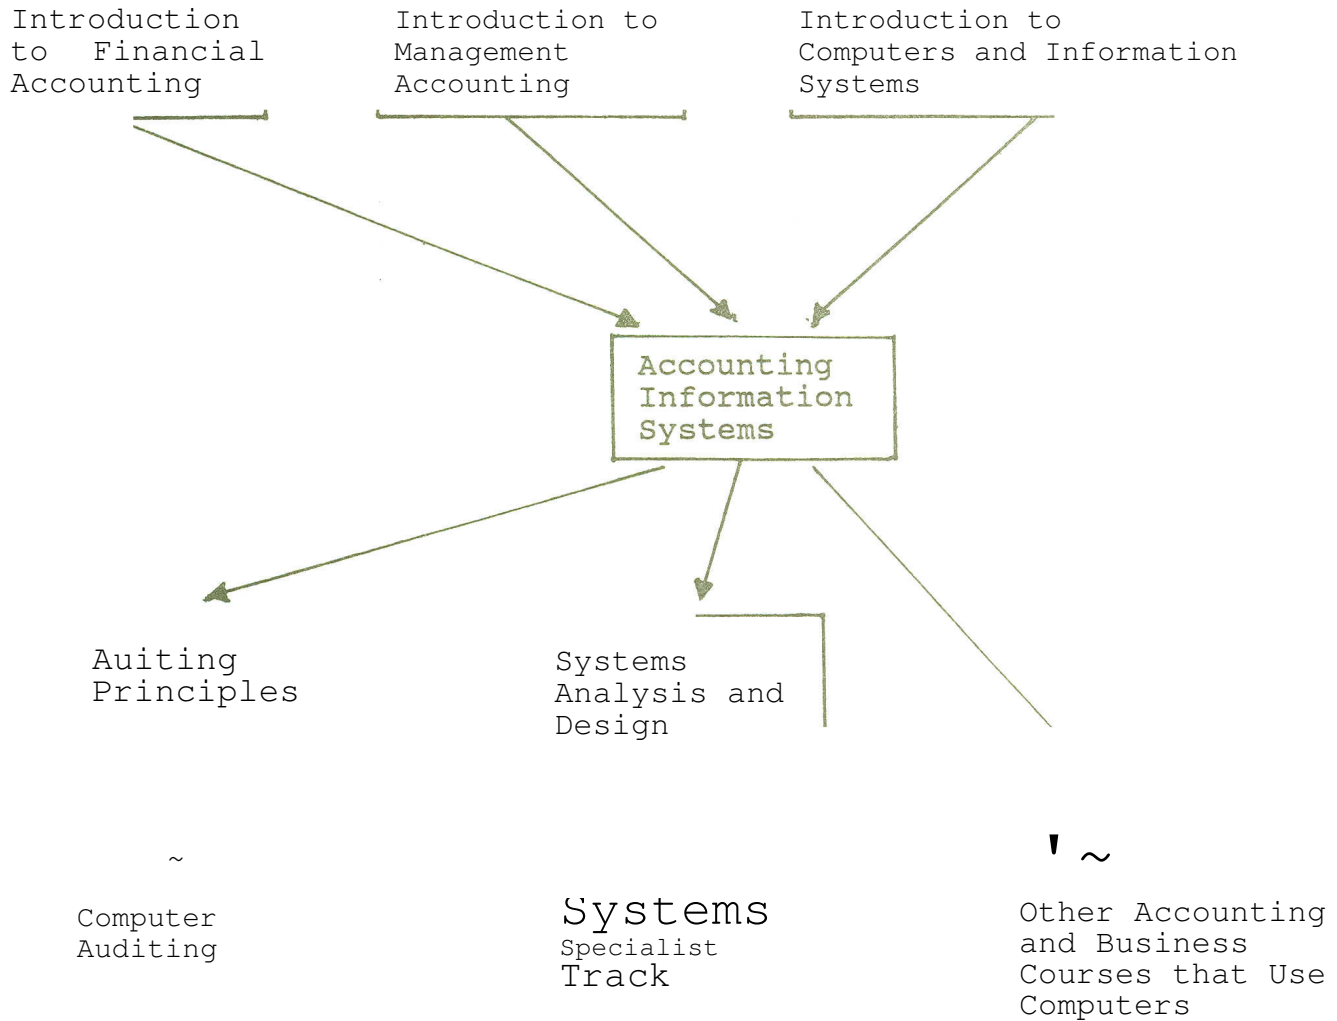 Introduction
to Financial
Accounting
Introduction to
Management
Accounting
Introduction to
Computers and Information
Systems
Accounting
Information
Systems
Auiting
Principles
Systems
Analysis and
Design
~
'~
Computer
Auditing
Systems
Specialist
Track
Other Accounting
and Business
Courses that Use
Computers